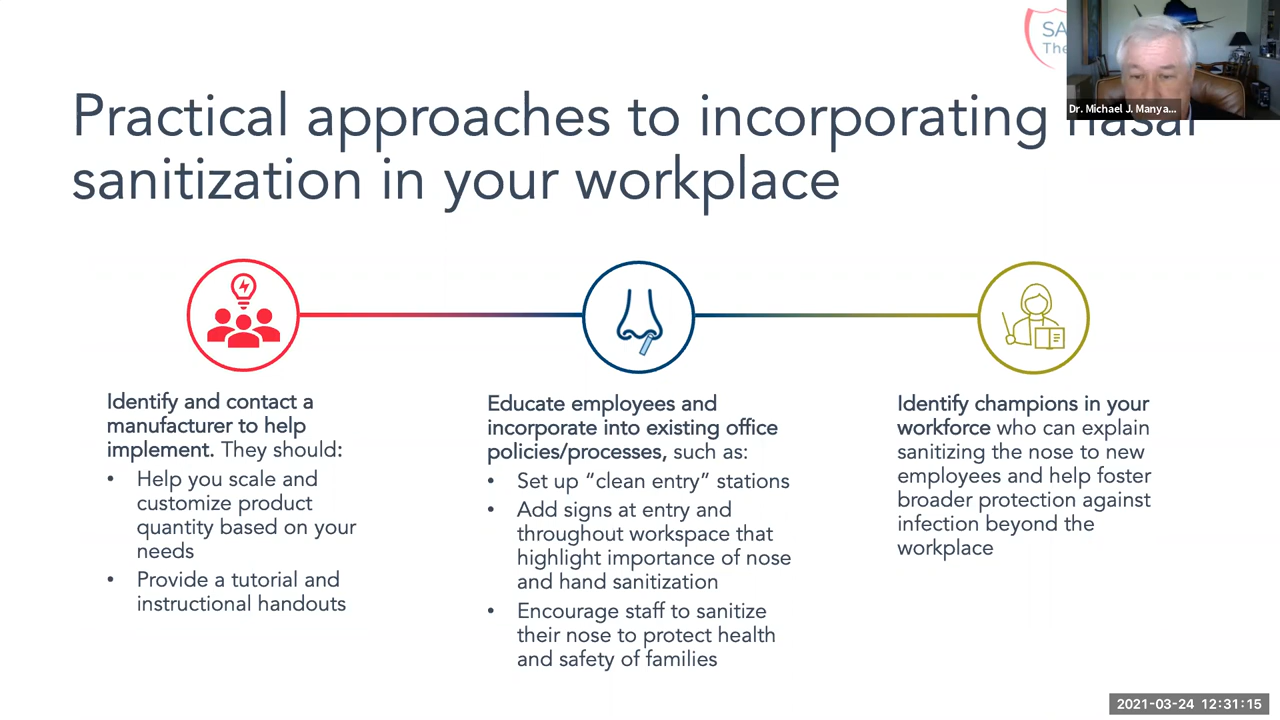 SA
The
Dr. Michael J. Manya...
Practical approaches to incorporating nasal
sanitization in your workplace
Identify and contact a
manufacturer to help
implement. They should:
• Help you scale and
customize product
quantity based on your
needs
• Provide a tutorial and
instructional handouts
Educate employees and
incorporate into existing office
policies/processes, such as:
• Set up “clean entry” stations
• Add signs at entry and
throughout workspace that
highlight importance of nose
and hand sanitization
• Encourage staff to sanitize
their nose to protect health
and safety of families
Identify champions in your
workforce who can explain
sanitizing the nose to new
employees and help foster
broader protection against
infection beyond the
workplace
2021-03-24 12:31:15